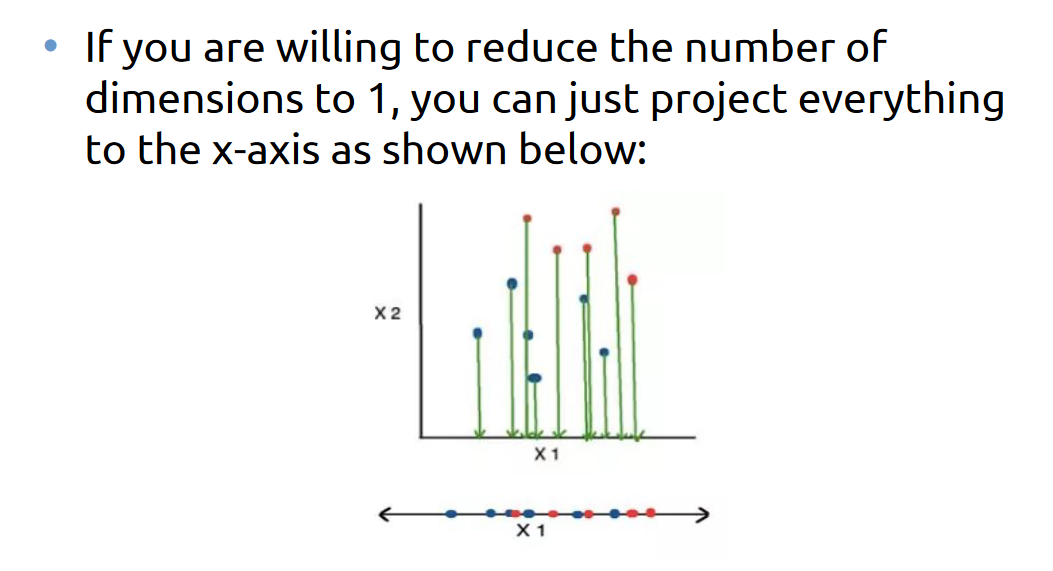 • If you are willing to reduce the number of
dimensions to 1, you can just project everything
to the x-axis as shown below:
X 2
X 1
X 1